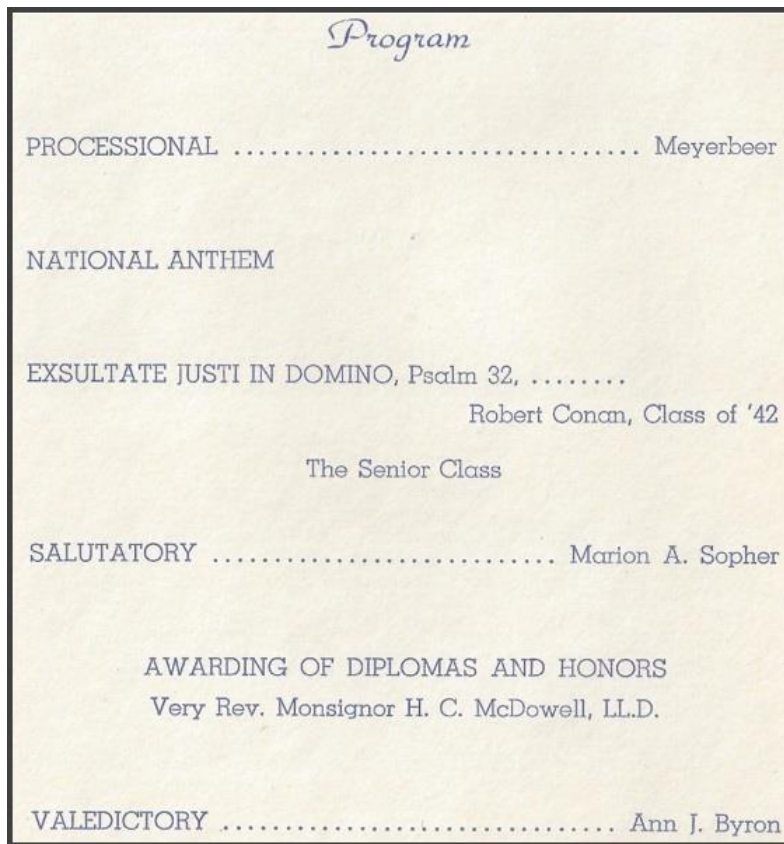 Program
PROCESSIONAL ................................. Meyerbeer
NATIONAL ANTHEM
EXSULTATE JUSTI IN DOMINO, Psalm 32, ........
Robert Conan, Class of '42
The Senior Class
SALUTATORY ............................ Marion A. Sopher
AWARDING OF DIPLOMAS AND HONORS
Very Rev. Monsignor H. C. McDowell, LL.D.
VALEDICTORY .................................. Ann J. Byron